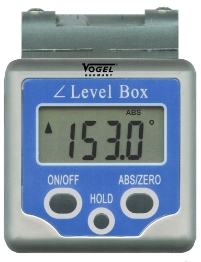 VOGEL
GERMANY
∠ Level Box
ABS
▲ 153.0°
ON/OFF ABS/ZERO
HOLD